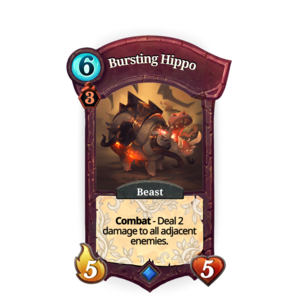 6
Bursting Hippo
3
Beast
Combat - Deal 2
damage to all adjacent
enemies.
5
5